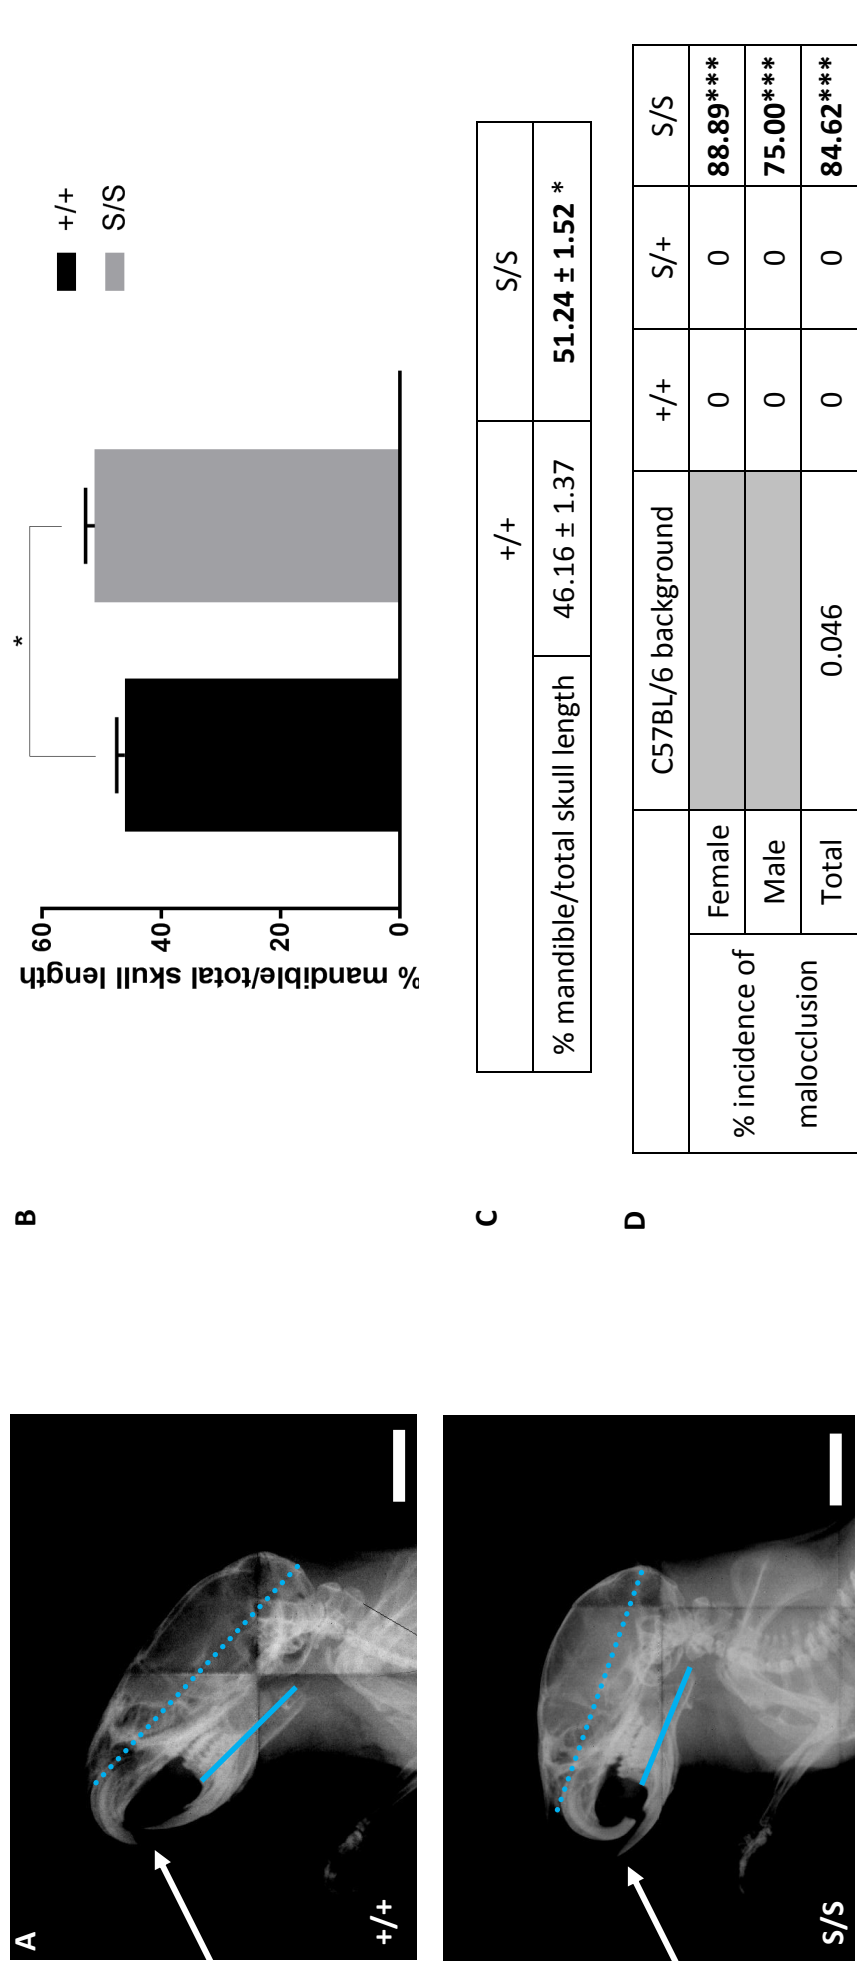 A
+/+
S/S
B
% mandible/total skull length
60
40
20
0
*
+/+
S/S
C
+/+ S/S
% mandible/total skull length 46.16 ± 1.37 51.24 ± 1.52 *
D
C57BL/6 background +/+ S/+ S/S
% incidence of
malocclusion
Female 0 0 88.89***
Male 0 0 75.00***
Total 0.046 0 0 84.62***